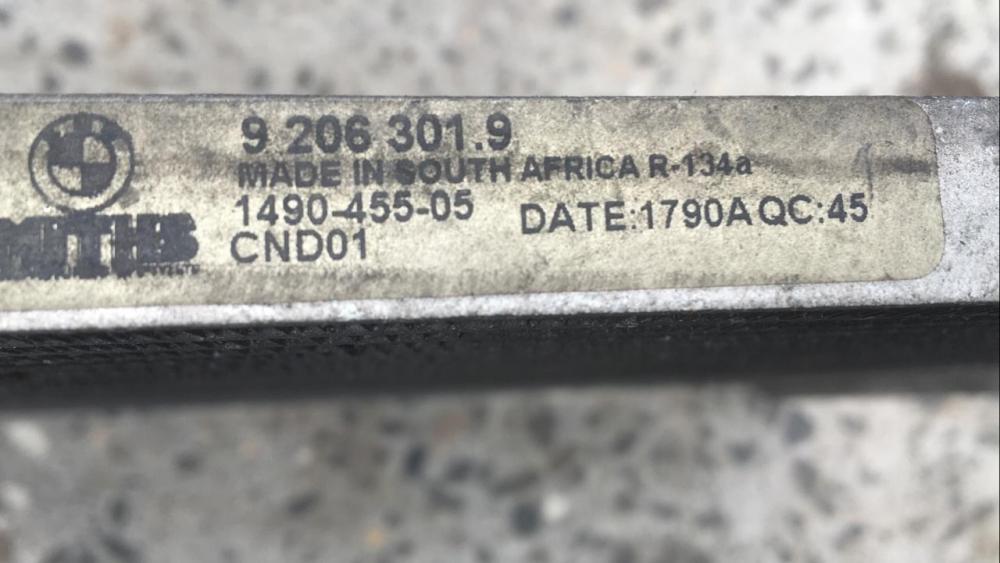 9 206 301.9
MADE IN SOUTH AFRICA R-134a
1490-455-05 DATE:1790A QC:45
CND01